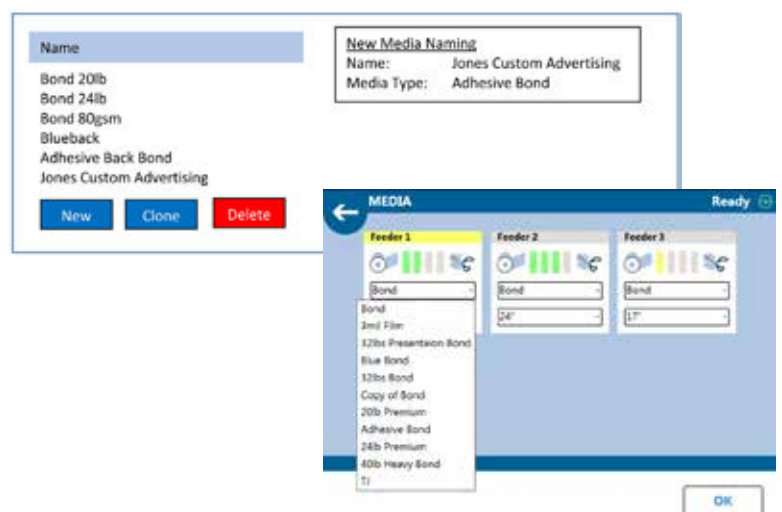 Name
Bond 20lb
Bond 24lb
Bond 80gsm
Blueback
Adhesive Back Bond
Jones Custom Advertising
New Clone Delete
New Media Naming
Name: Jones Custom Advertising
Media Type: Adhesive Bond
MEDIA Ready
Feeder 1 Feeder 2 Feeder 3
Bond Bond Bond
24" 17"
Bond
3mil Film
32lbs Presentaion Bond
Blue Bond
32lbs Bond
Copy of Bond
20lb Premium
Adhesive Bond
24lb Premium
40lb Heavy Bond
OK